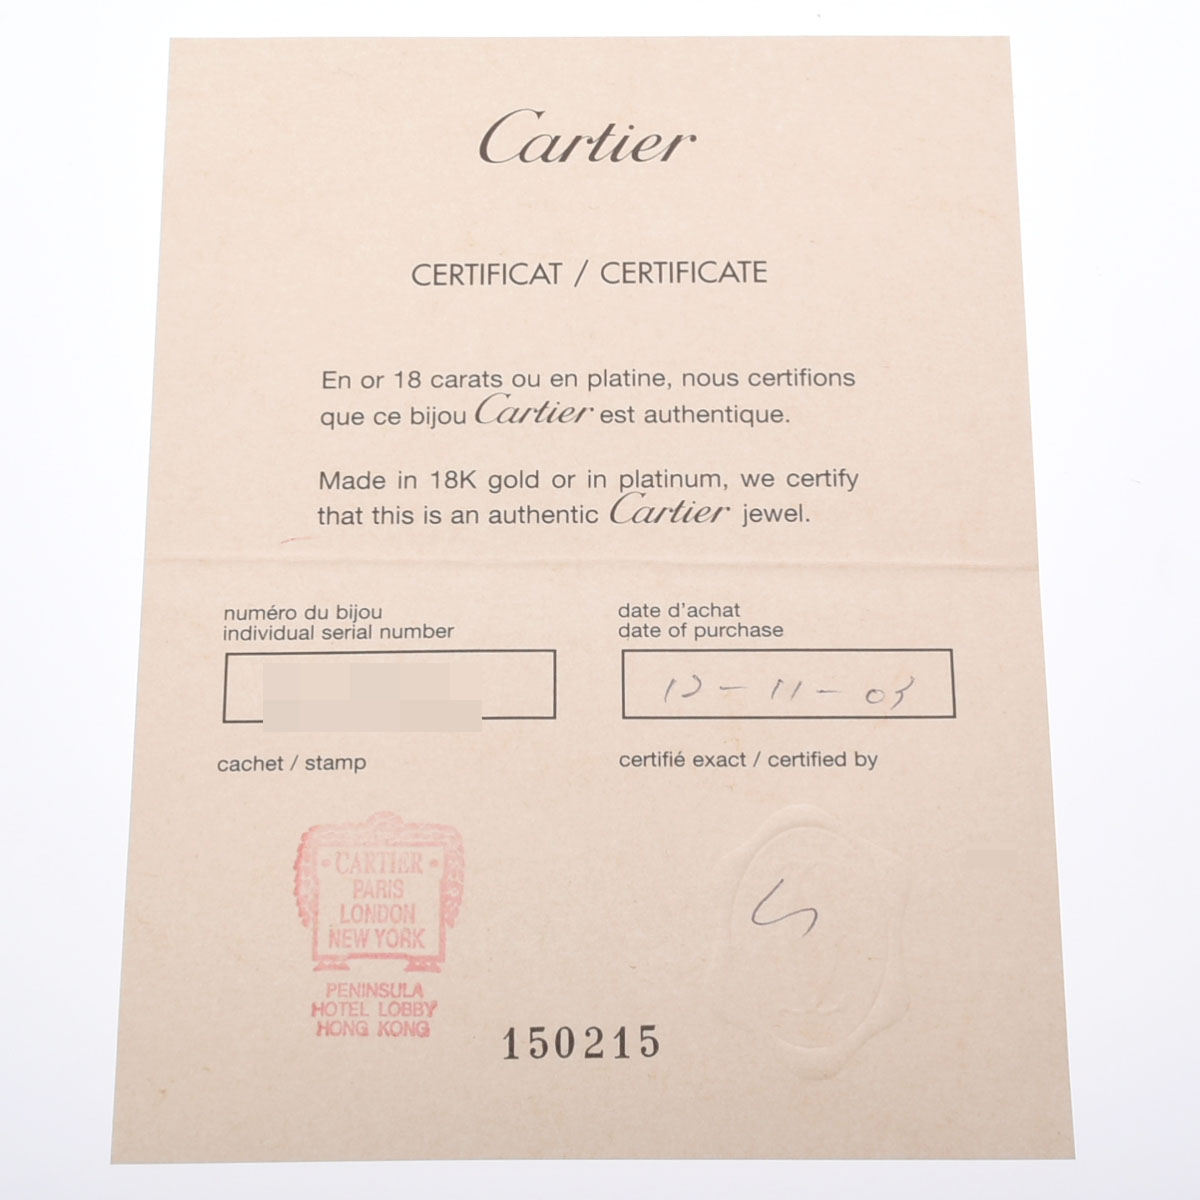 Cartier
CERTIFICAT / CERTIFICATE
En or 18 carats ou en platine, nous certifions
que ce bijou Cartier est authentique.
Made in 18K gold or in platinum, we certify
that this is an authentic Cartier jewel.
numéro du bijou
individual serial number
date d'achat
date of purchase
12 - 11 - 03
cachet / stamp
certifié exact / certified by
• CARTIER •
PARIS
LONDON
NEW YORK
PENINSULA
HOTEL LOBBY
HONG KONG
150215